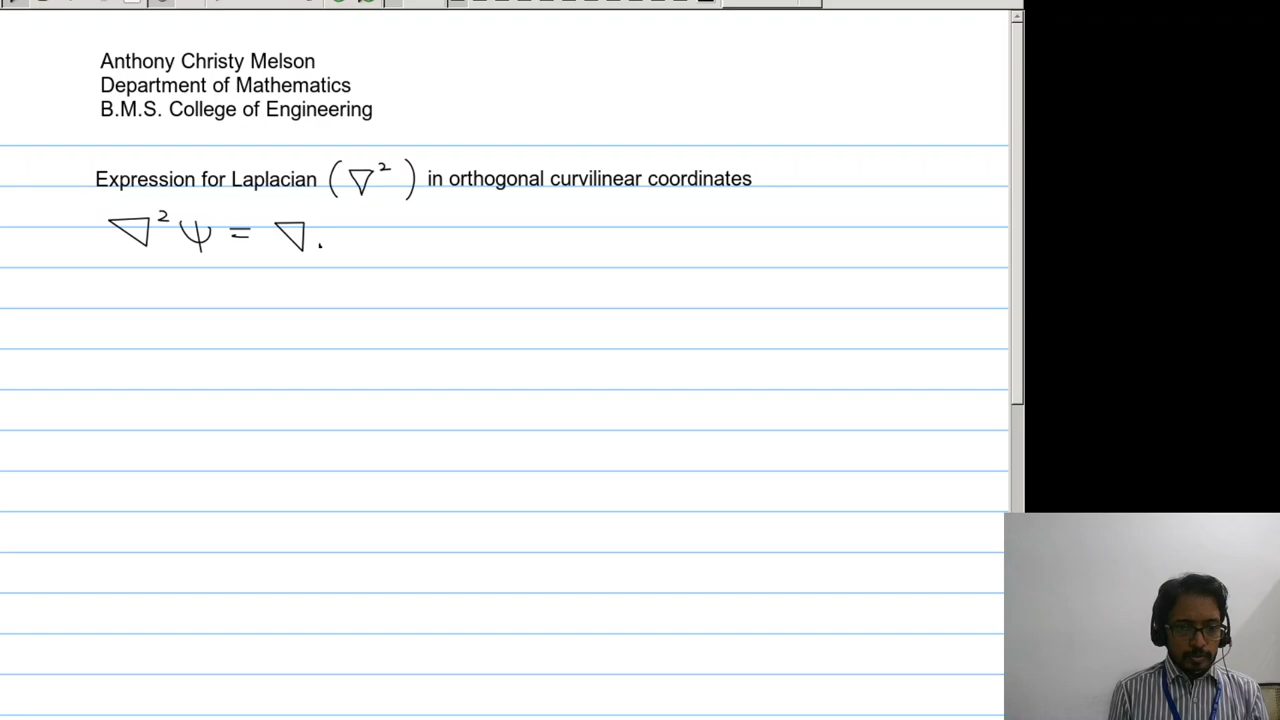 Anthony Christy Melson
Department of Mathematics
B.M.S. College of Engineering
Expression for Laplacian (∇²) in orthogonal curvilinear coordinates
∇²ψ = ∇.